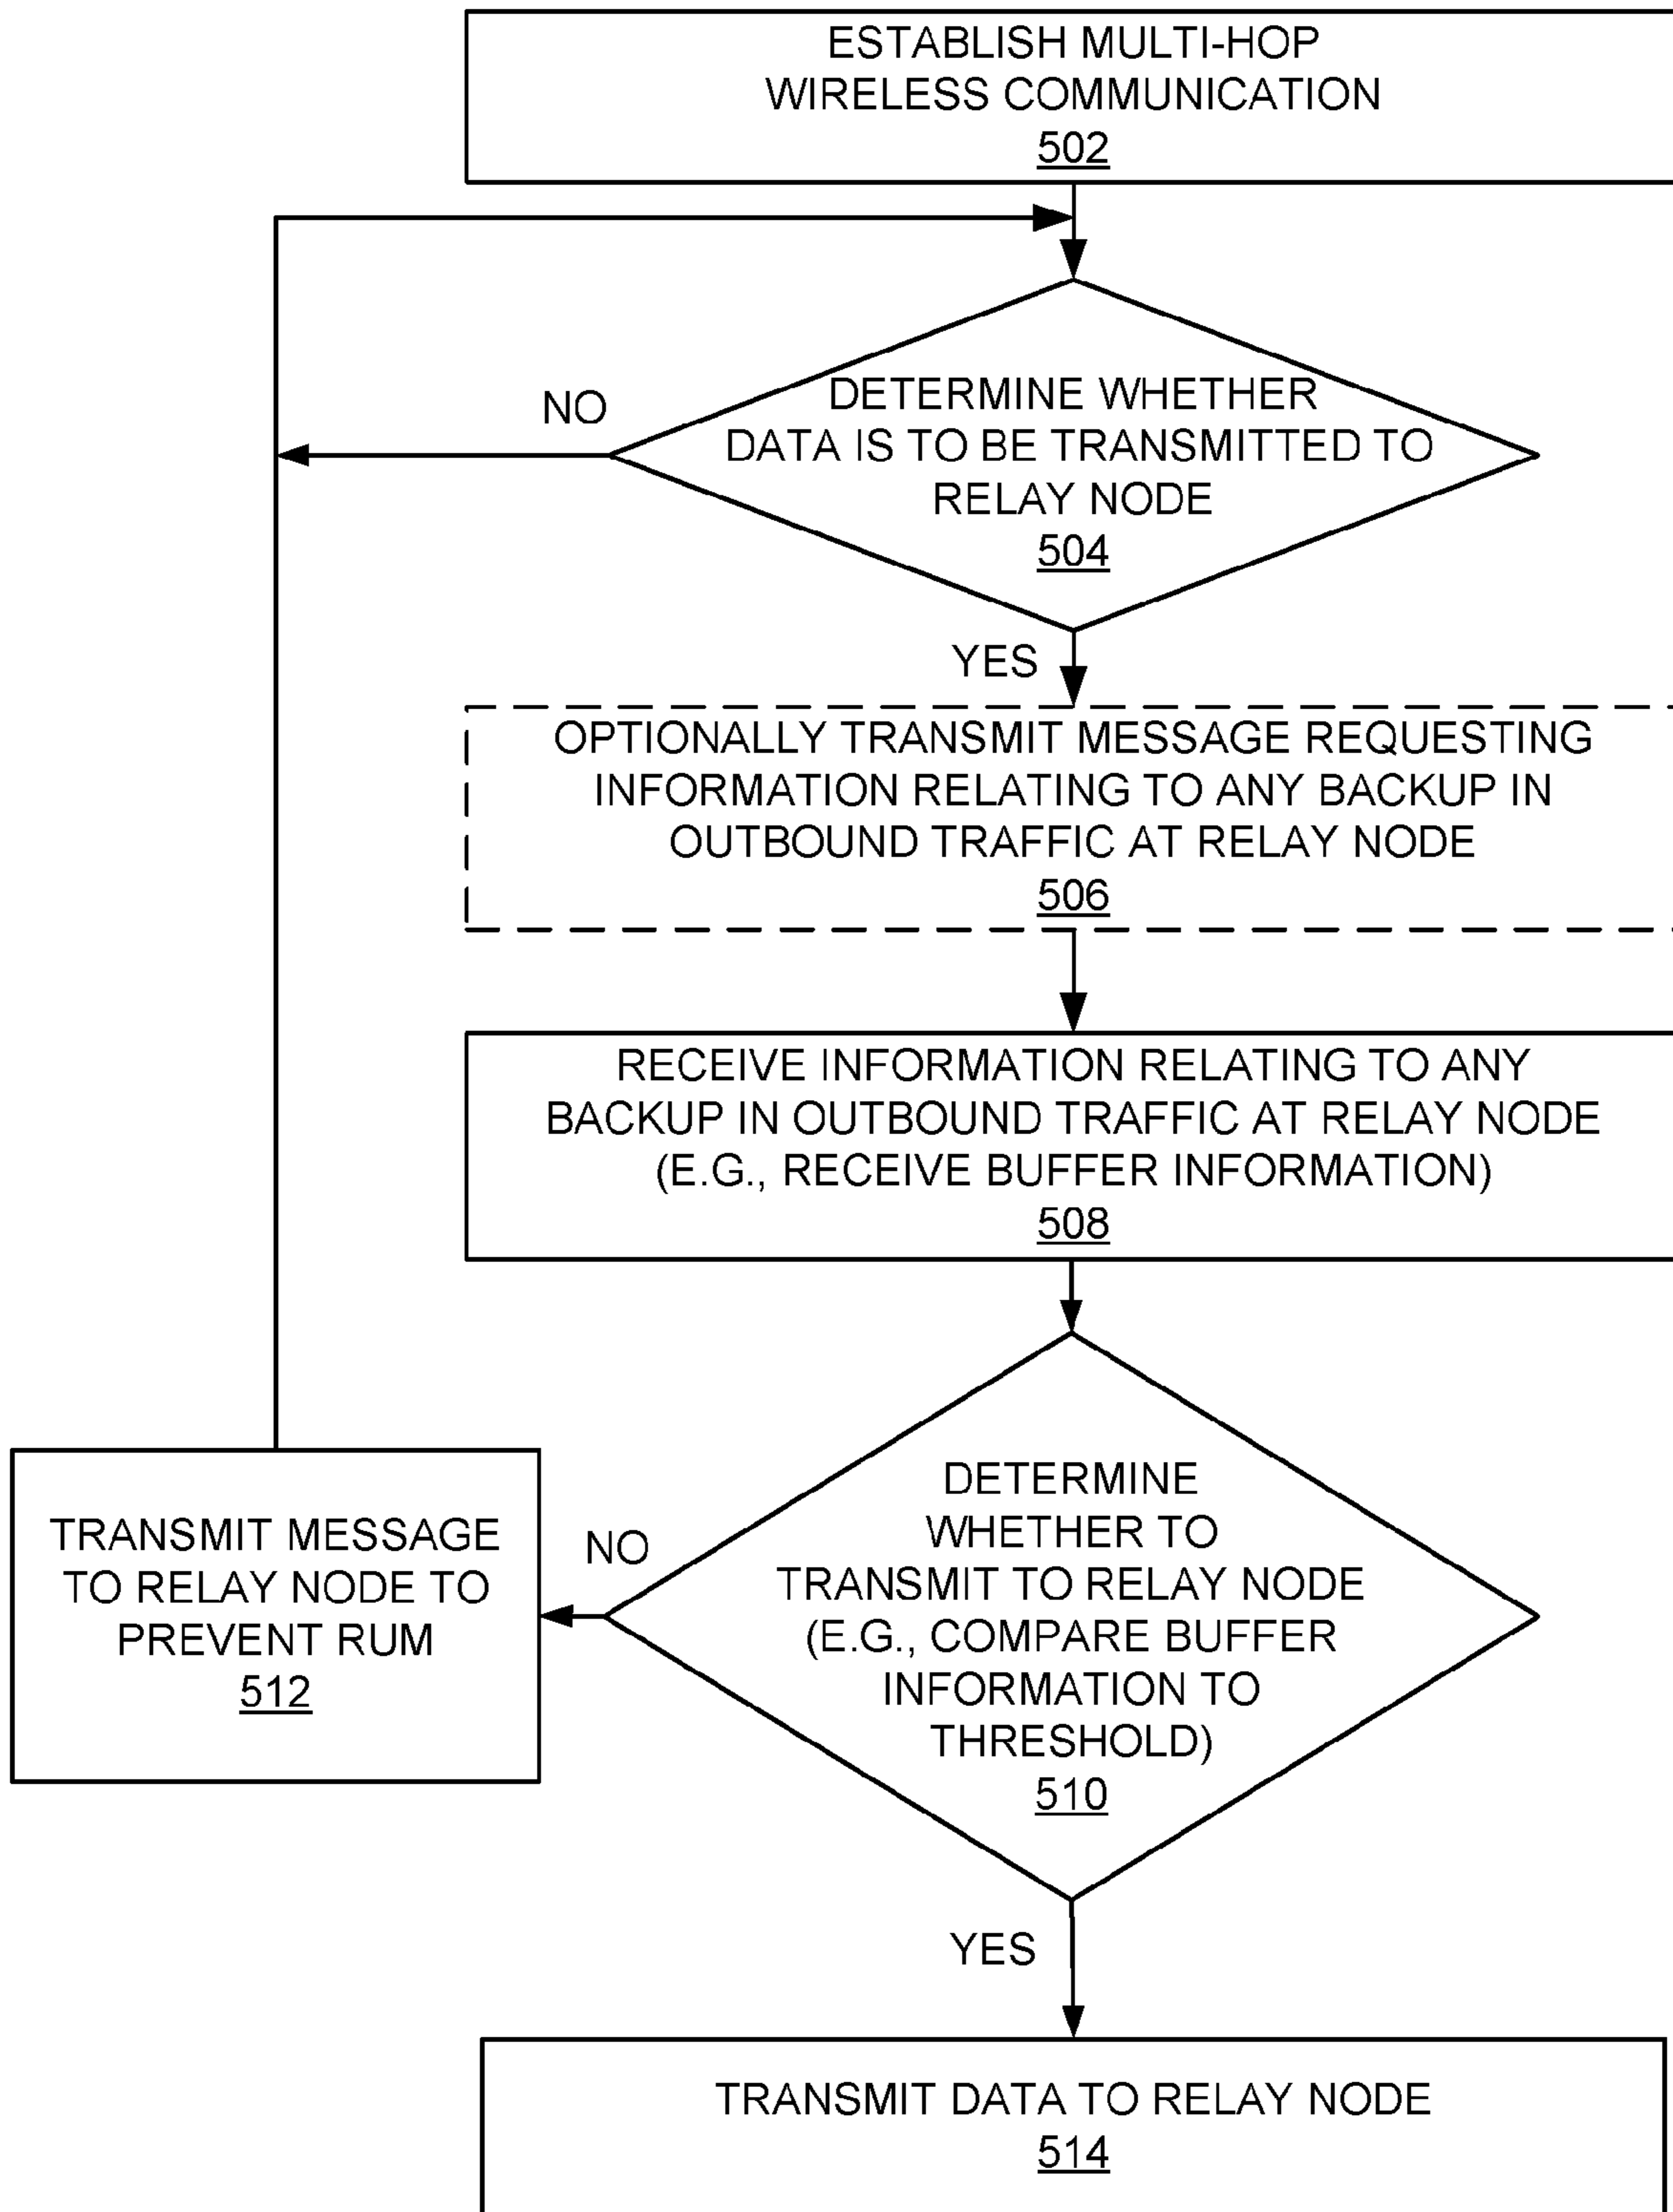 ESTABLISH MULTI-HOP
WIRELESS COMMUNICATION
502
NO
DETERMINE WHETHER
DATA IS TO BE TRANSMITTED TO
RELAY NODE
504
YES
OPTIONALLY TRANSMIT MESSAGE REQUESTING
INFORMATION RELATING TO ANY BACKUP IN
OUTBOUND TRAFFIC AT RELAY NODE
506
RECEIVE INFORMATION RELATING TO ANY
BACKUP IN OUTBOUND TRAFFIC AT RELAY NODE
(E.G., RECEIVE BUFFER INFORMATION)
508
DETERMINE
WHETHER TO
TRANSMIT TO RELAY NODE
(E.G., COMPARE BUFFER
INFORMATION TO
THRESHOLD)
510
NO
TRANSMIT MESSAGE
TO RELAY NODE TO
PREVENT RUM
512
YES
TRANSMIT DATA TO RELAY NODE
514